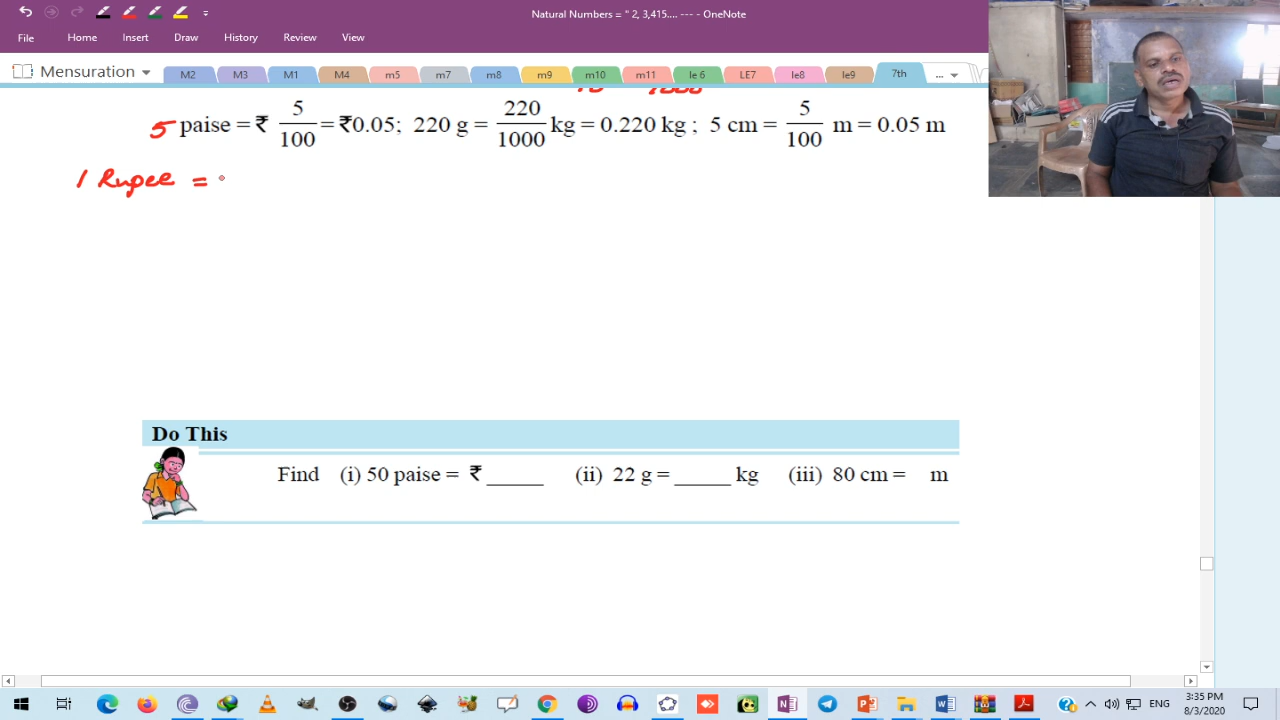 Natural Numbers = " 2, 3,415.... --- - OneNote
File Home Insert Draw History Review View
Mensuration M2 M3 M1 M4 m5 m7 m8 m9 m10 m11 le 6 LE7 le8 le9 7th ...
5 paise = ₹ 5/100 = ₹0.05; 220 g = 220/1000 kg = 0.220 kg ; 5 cm = 5/100 m = 0.05 m
1 Rupee =
Do This
Find (i) 50 paise = ₹ _____ (ii) 22 g = _____ kg (iii) 80 cm = m
ENG
3:35 PM
8/3/2020